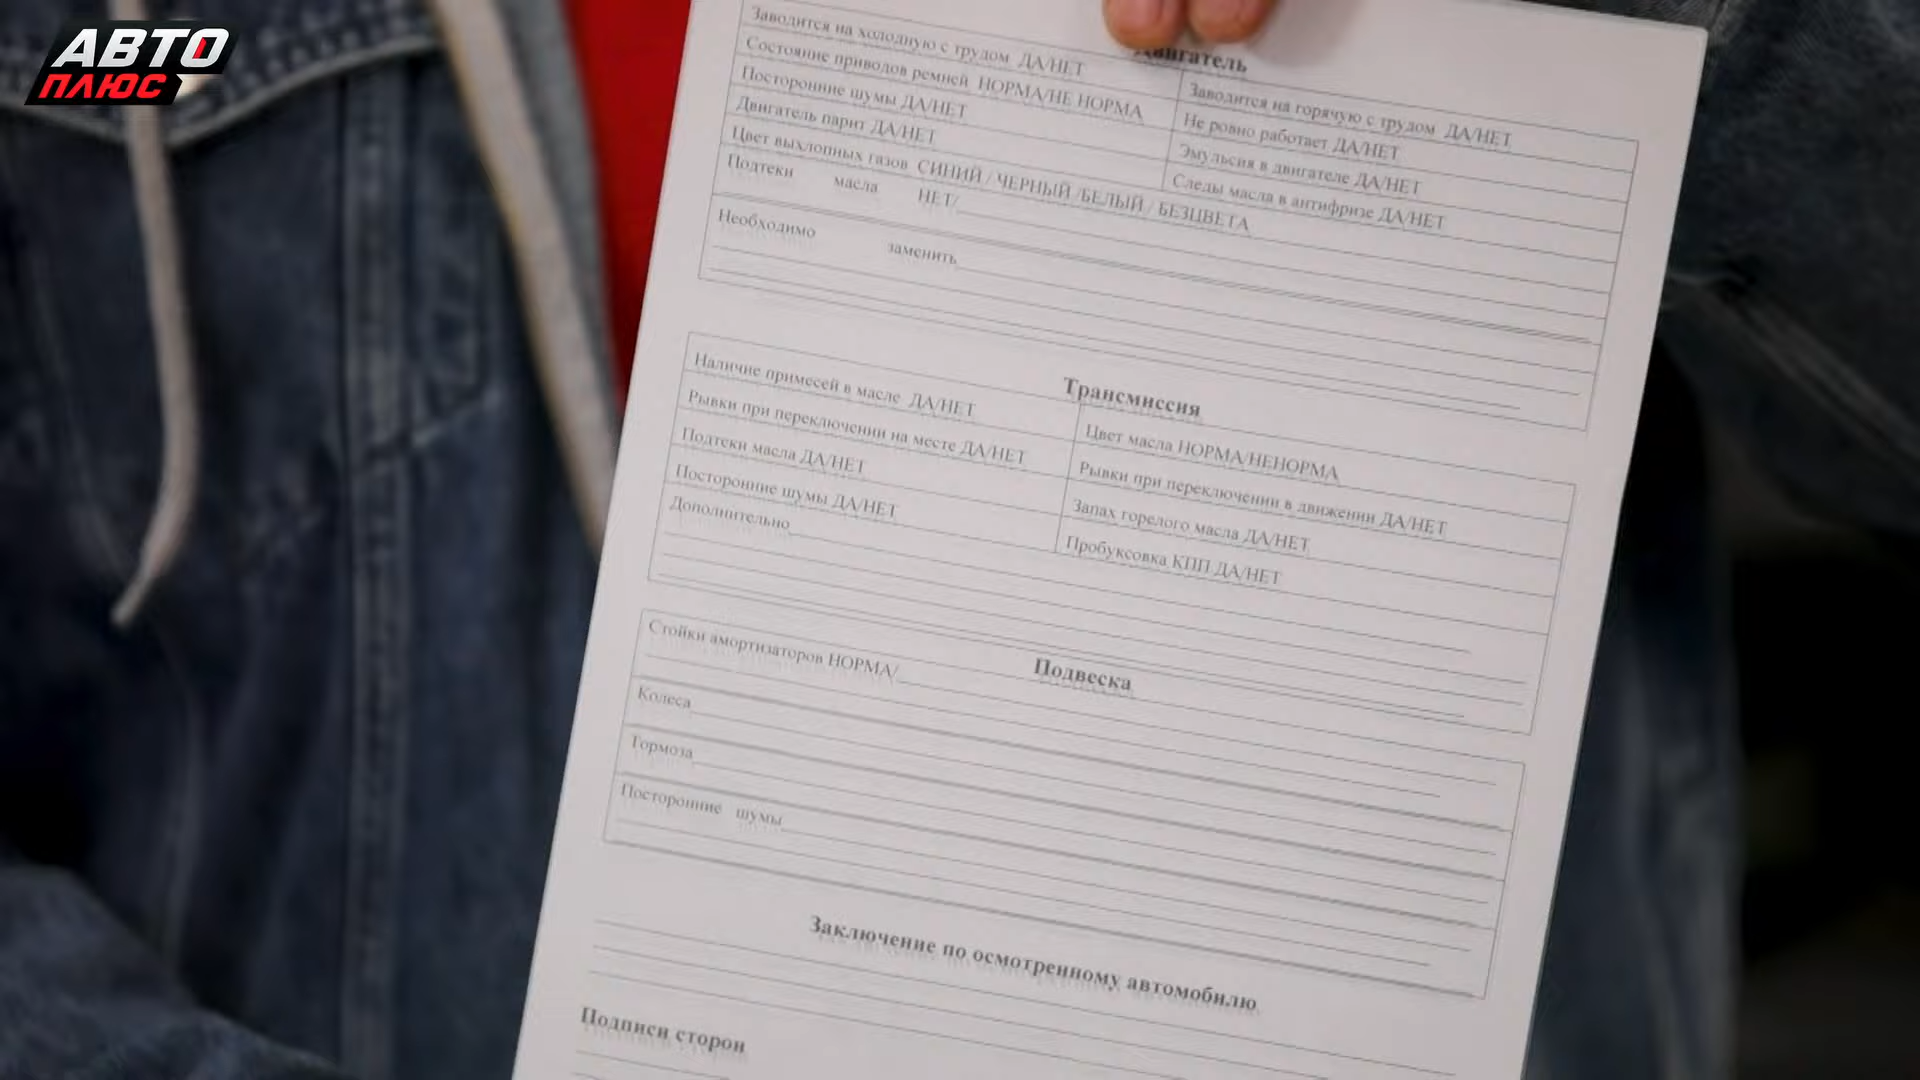 АВТО
ПЛЮС
Двигатель
Заводится на холодную с трудом ДА/НЕТ
Заводится на горячую с трудом ДА/НЕТ
Состояние приводов ремней НОРМА/НЕ НОРМА
Не ровно работает ДА/НЕТ
Посторонние шумы ДА/НЕТ
Эмульсия в двигателе ДА/НЕТ
Двигатель парит ДА/НЕТ
Следы масла в антифризе ДА/НЕТ
Цвет выхлопных газов СИНИЙ / ЧЕРНЫЙ /БЕЛЫЙ / БЕЗЦВЕТА
Подтеки масла НЕТ/
Необходимо заменить
Трансмиссия
Наличие примесей в масле ДА/НЕТ
Цвет масла НОРМА/НЕНОРМА
Рывки при переключении на месте ДА/НЕТ
Рывки при переключении в движении ДА/НЕТ
Подтеки масла ДА/НЕТ
Запах горелого масла ДА/НЕТ
Посторонние шумы ДА/НЕТ
Пробуксовка КПП ДА/НЕТ
Дополнительно
Подвеска
Стойки амортизаторов НОРМА/
Колеса
Тормоза
Посторонние шумы
Заключение по осмотренному автомобилю
Подписи сторон